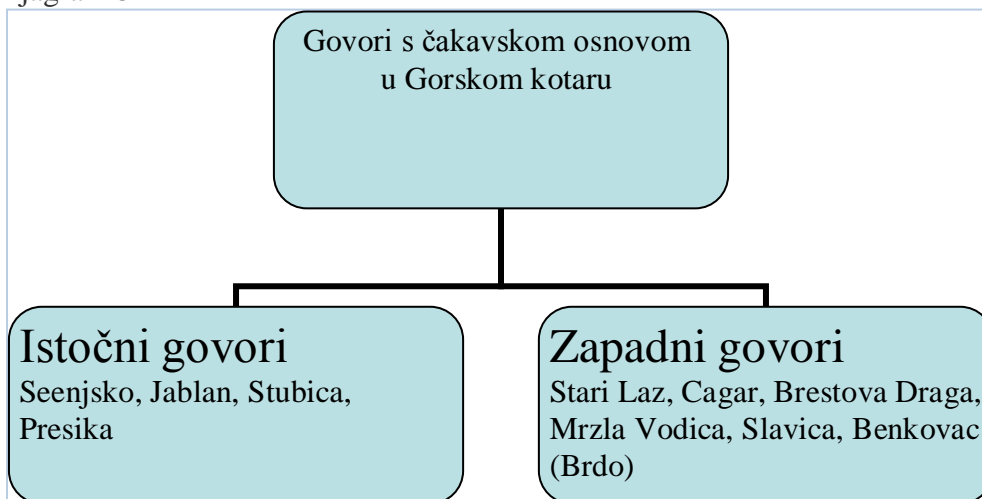 Govori s čakavskom osnovom
u Gorskom kotaru
Istočni govori
Seenjsko, Jablan, Stubica,
Presika
Zapadni govori
Stari Laz, Cagar, Brestova Draga,
Mrzla Vodica, Slavica, Benkovac
(Brdo)